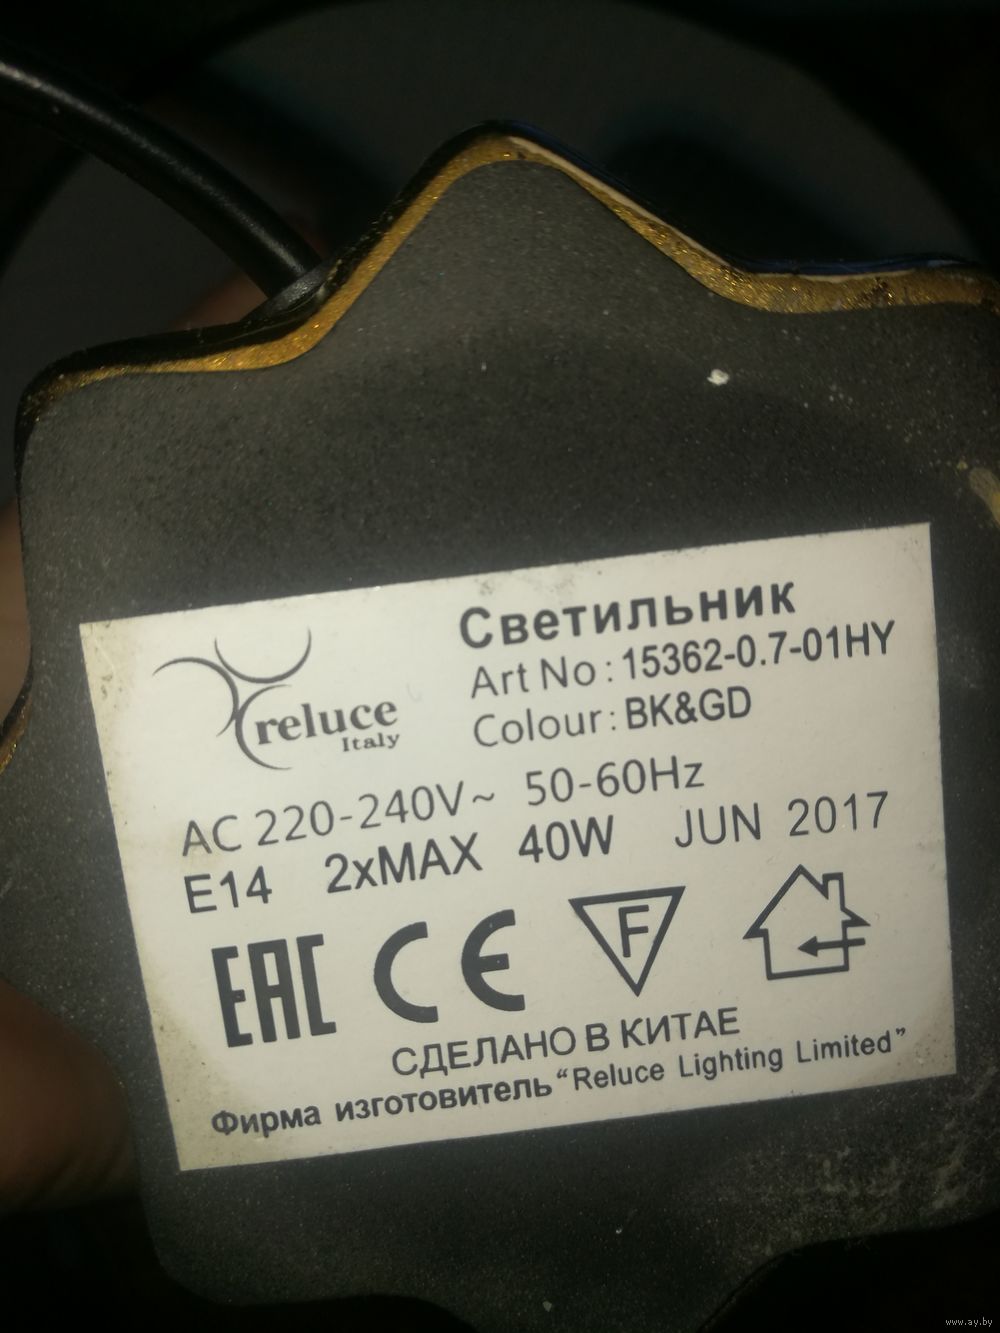 reluce
Italy
Светильник
Art No : 15362-0.7-01HY
Colour : BK&GD
AC 220-240V~ 50-60Hz
E14 2xMAX 40W JUN 2017
EAC CE F
СДЕЛАНО В КИТАЕ
Фирма изготовитель “Reluce Lighting Limited”
www.ay.by